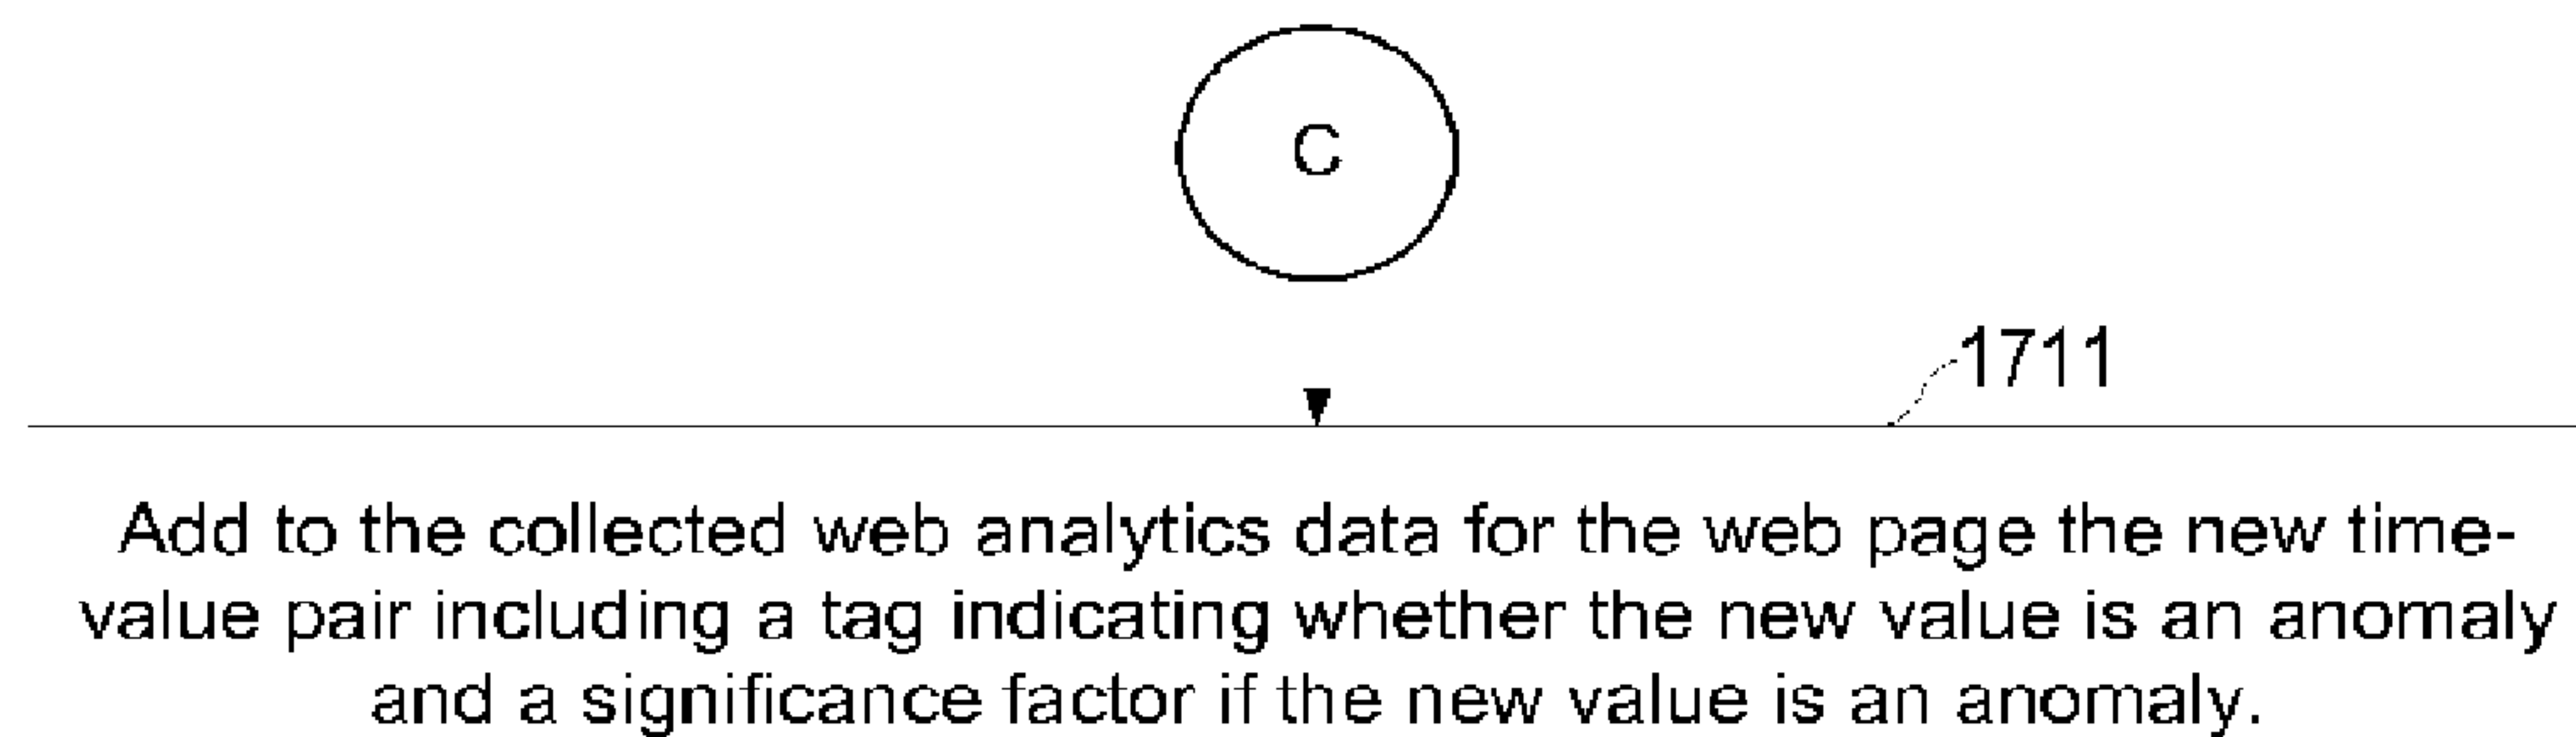 C
1711
Add to the collected web analytics data for the web page the new time-
value pair including a tag indicating whether the new value is an anomaly
and a significance factor if the new value is an anomaly.